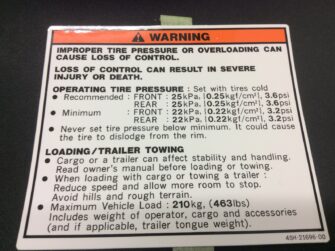 ⚠ WARNING
IMPROPER TIRE PRESSURE OR OVERLOADING CAN
CAUSE LOSS OF CONTROL.
LOSS OF CONTROL CAN RESULT IN SEVERE
INJURY OR DEATH.
OPERATING TIRE PRESSURE : Set with tires cold
● Recommended : FRONT : 25kPa, {0.25kgf/cm²}, 3.6psi
REAR : 25kPa, {0.25kgf/cm²}, 3.6psi
● Minimum : FRONT : 22kPa, {0.22kgf/cm²}, 3.2psi
REAR : 22kPa, {0.22kgf/cm²}, 3.2psi
● Never set tire pressure below minimum. It could cause
the tire to dislodge from the rim.
LOADING/TRAILER TOWING
● Cargo or a trailer can affect stability and handling.
Read owner's manual before loading or towing.
● When loading with cargo or towing a trailer :
Reduce speed and allow more room to stop.
Avoid hills and rough terrain.
● Maximum Vehicle Load : 210kg, (463lbs)
Includes weight of operator, cargo and accessories
(and if applicable, trailer tongue weight).
4SH-21696-00